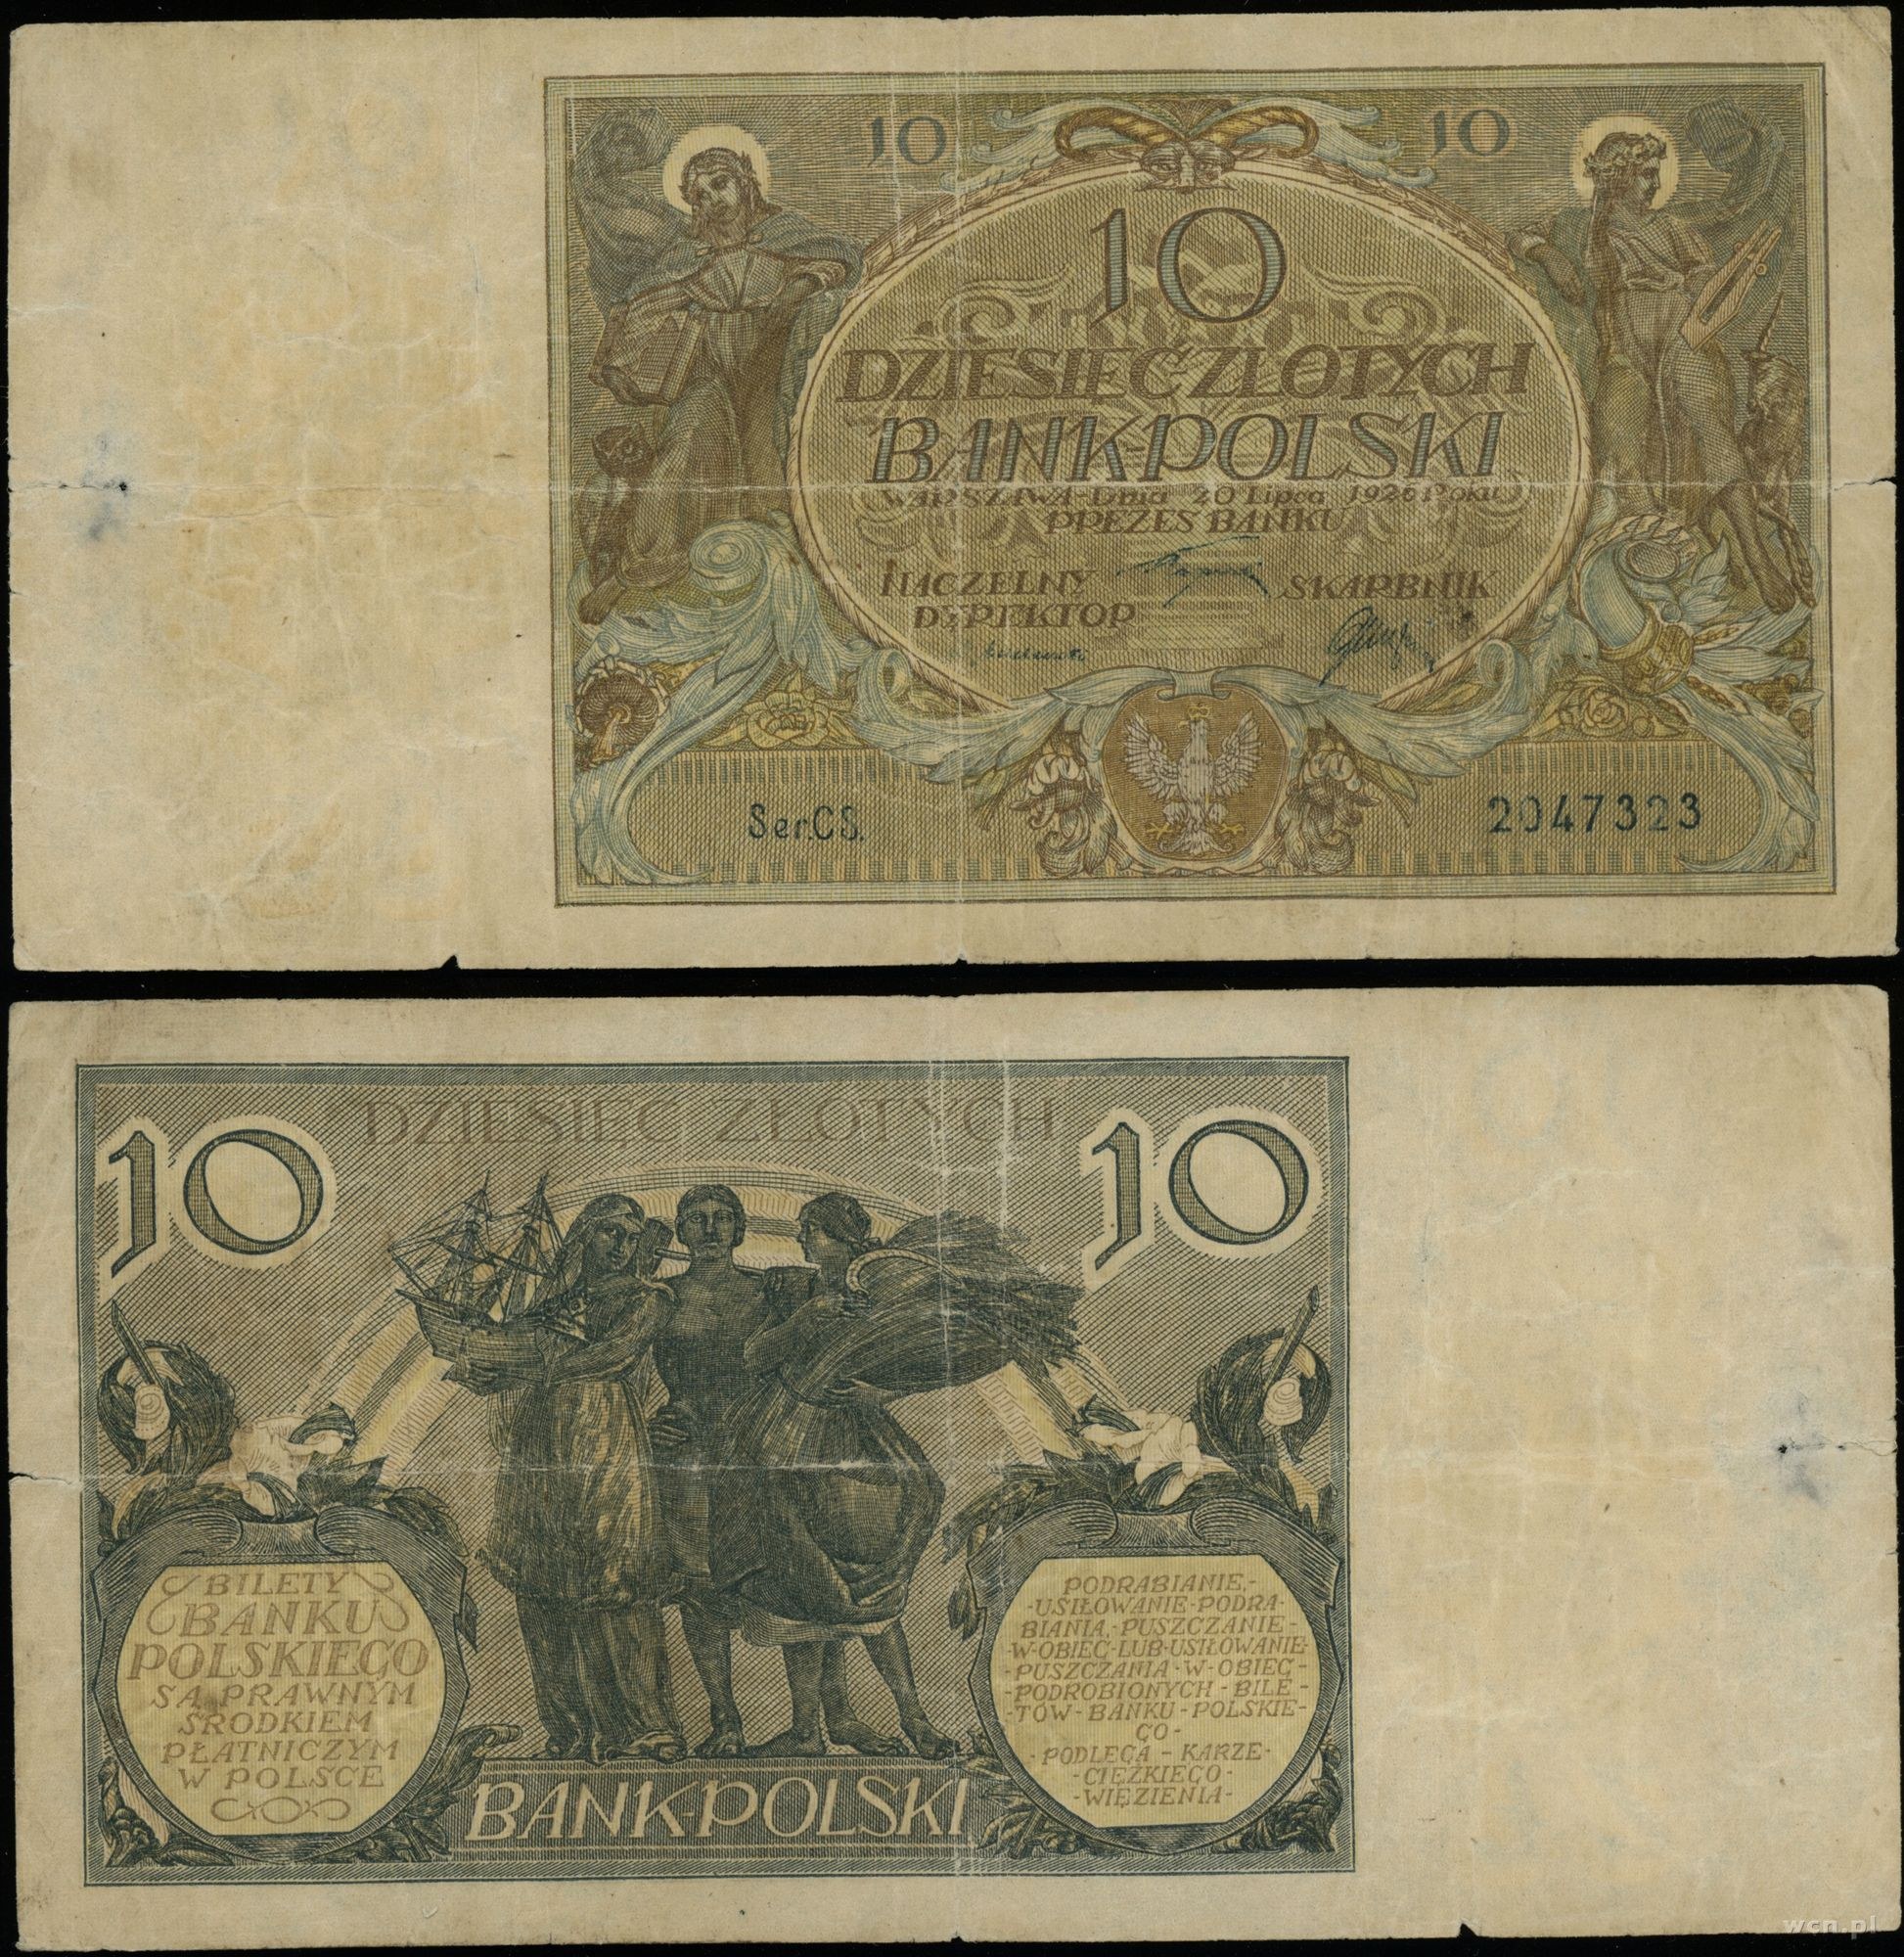 10 10
10
DZIESIĘĆ-ZŁOTYCH
BANK-POLSKI
WARSZAWA-Dnia 20 Lipca 1926 Roku
PREZES BANKU
NACZELNY SKARBNIK
DYREKTOR
Ser.CS. 2047323
DZIESIĘĆ ZŁOTYCH
10 10
BILETY
BANKU
POLSKIEGO
SĄ PRAWNYM
ŚRODKIEM
PŁATNICZYM
W POLSCE
PODRABIANIE,-
-USIŁOWANIE-PODRA-
BIANIA,-PUSZCZANIE-
-W-OBIEG-LUB-USIŁOWANIE-
-PUSZCZANIA-W-OBIEG-
-PODROBIONYCH-BILE-
-TÓW-BANKU-POLSKIE-
GO-
-PODLEGA-KARZE-
-CIĘŻKIEGO-
-WIĘZIENIA-
BANK-POLSKI
wcn.pl